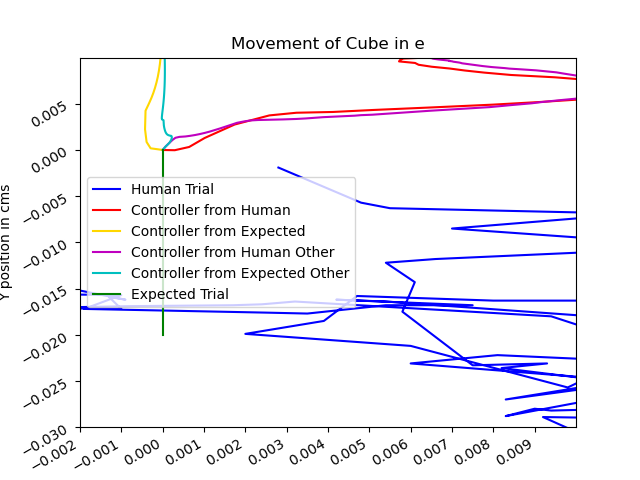 Movement of Cube in e
Y position in cms
0.005
0.000
−0.005
−0.010
−0.015
−0.020
−0.025
−0.030
Human Trial
Controller from Human
Controller from Expected
Controller from Human Other
Controller from Expected Other
Expected Trial
−0.002
−0.001
0.000
0.001
0.002
0.003
0.004
0.005
0.006
0.007
0.008
0.009